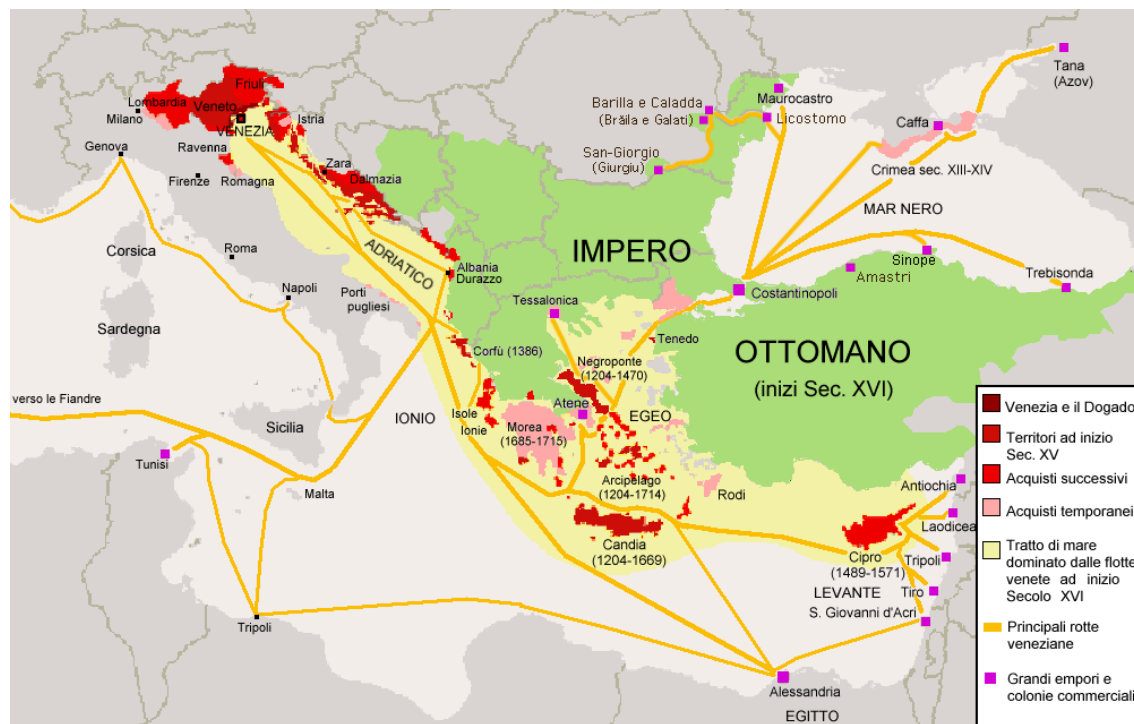 Tana
(Azov)
Friuli
Lombardia
Veneto
Milano
VENEZIA
Istria
Barilla e Caladda
(Brăila e Galati)
Maurocastro
Licostomo
Caffa
Genova
Ravenna
Zara
San-Giorgio
(Giurgiu)
Crimea sec. XIII-XIV
Firenze
Romagna
Dalmazia
MAR NERO
Corsica
Roma
ADRIATICO
IMPERO
Sinope
Albania
Durazzo
Amastri
Trebisonda
Napoli
Porti
pugliesi
Tessalonica
Costantinopoli
Sardegna
Tenedo
Corfù (1386)
Negroponte
(1204-1470)
OTTOMANO
(inizi Sec. XVI)
verso le Fiandre
IONIO
Isole
Ionie
Atene
EGEO
Sicilia
Morea
(1685-1715)
Tunisi
Malta
Arcipelago
(1204-1714)
Rodi
Antiochia
Laodicea
Candia
(1204-1669)
Cipro
(1489-1571)
Tripoli
LEVANTE
Tiro
S. Giovanni d'Acri
Tripoli
Alessandria
EGITTO
Venezia e il Dogado
Territori ad inizio
Sec. XV
Acquisti successivi
Acquisti temporanei
Tratto di mare
dominato dalle flotte
venete ad inizio
Secolo XVI
Principali rotte
veneziane
Grandi empori e
colonie commerciali